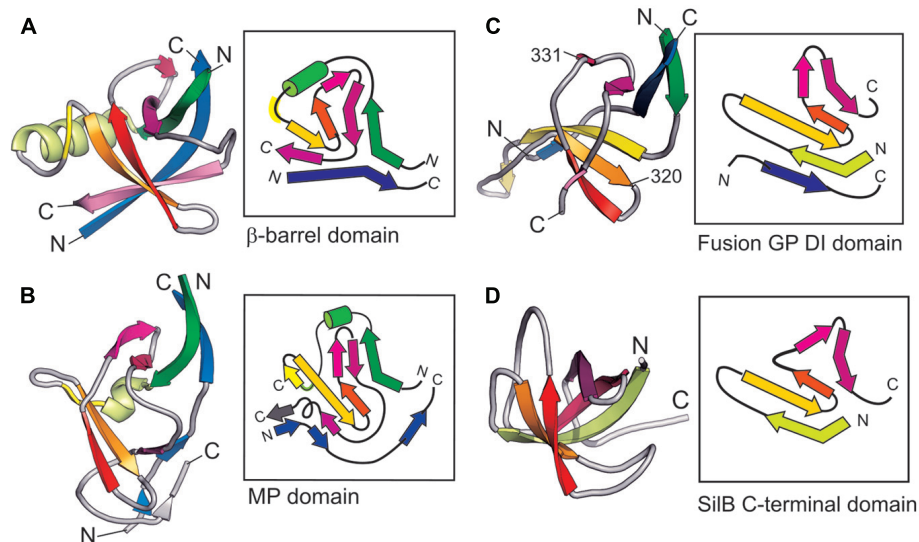 A
C
N
C
N
C
N
N
C
β-barrel domain
C
N
C
331
N
320
C
C
N
N
C
Fusion GP DI domain
B
C
N
C
N
C
N
C
C
N
MP domain
D
N
C
C
N
SilB C-terminal domain